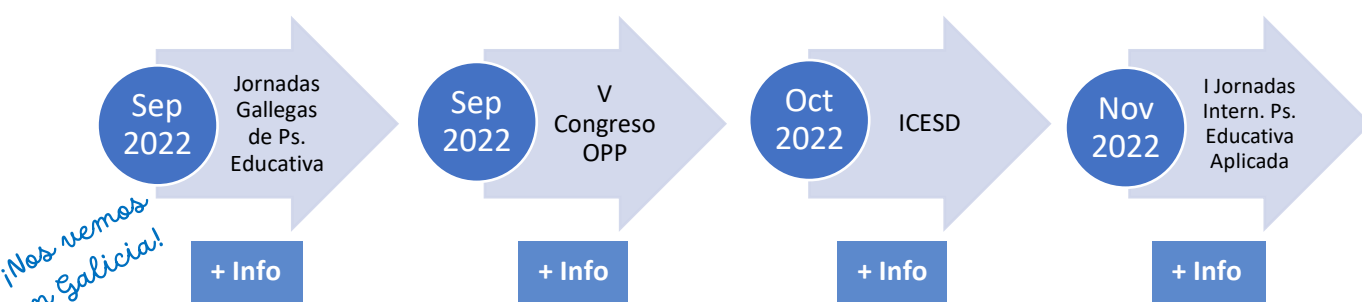 Sep
2022
Jornadas
Gallegas
de Ps.
Educativa
Sep
2022
V
Congreso
OPP
Oct
2022
ICESD
Nov
2022
I Jornadas
Intern. Ps.
Educativa
Aplicada
¡Nos vemos
en Galicia!
+ Info
+ Info
+ Info
+ Info